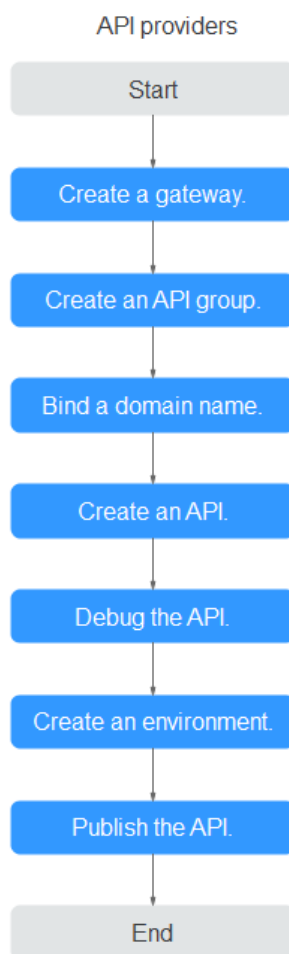 API providers
Start
Create a gateway.
Create an API group.
Bind a domain name.
Create an API.
Debug the API.
Create an environment.
Publish the API.
End